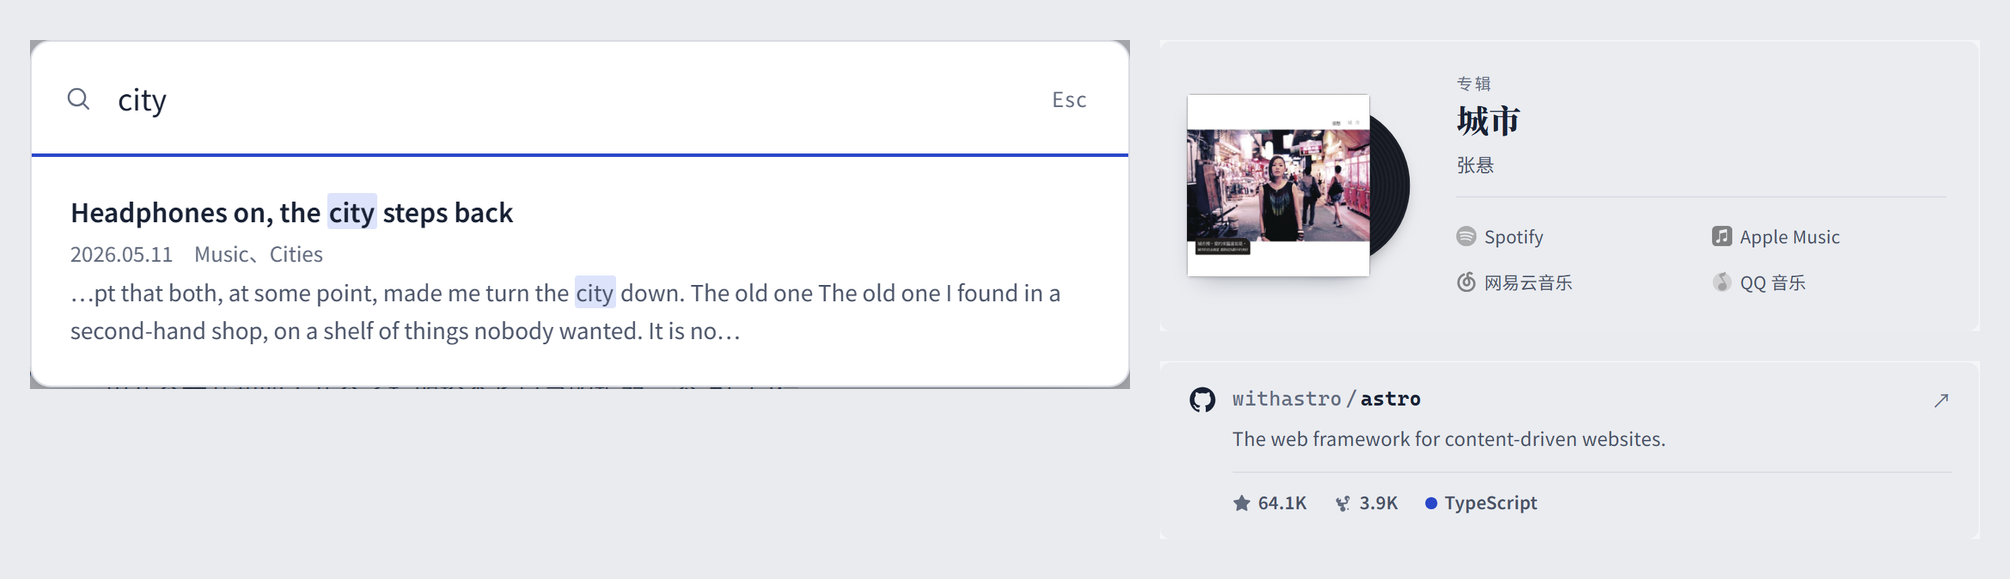 city
Esc
Headphones on, the city steps back
2026.05.11 Music、Cities
…pt that both, at some point, made me turn the city down. The old one The old one I found in a
second-hand shop, on a shelf of things nobody wanted. It is no…
专辑
城市
张悬
Spotify
Apple Music
网易云音乐
QQ 音乐
withastro/astro
The web framework for content-driven websites.
64.1K 3.9K TypeScript